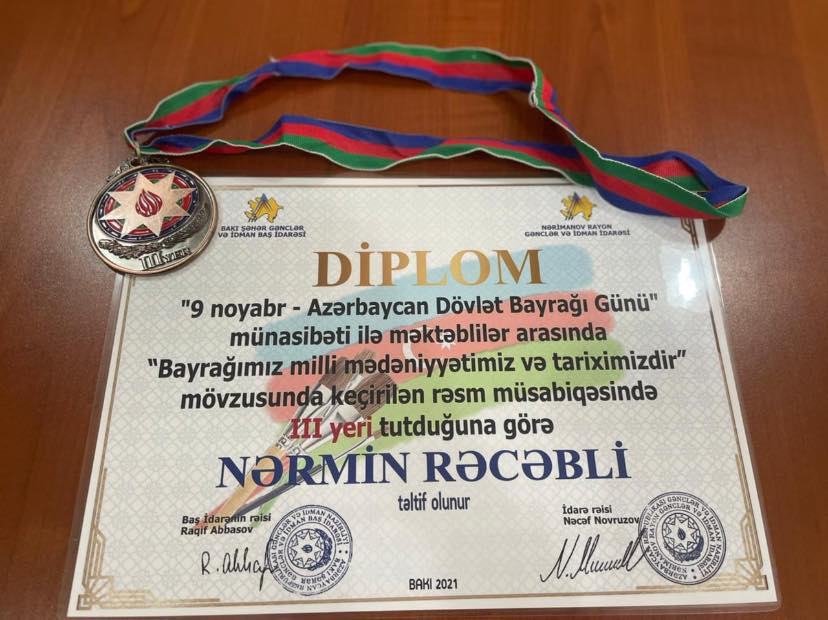 BAKI ŞƏHƏR GƏNCLƏR
VƏ İDMAN BAŞ İDARƏSİ
NƏRİMANOV RAYON
GƏNCLƏR VƏ İDMAN İDARƏSİ
DİPLOM
"9 noyabr - Azərbaycan Dövlət Bayrağı Günü"
münasibəti ilə məktəblilər arasında
“Bayrağımız milli mədəniyyətimiz və tariximizdir”
mövzusunda keçirilən rəsm müsabiqəsində
III yeri tutduğuna görə
NƏRMİN RƏCƏBLİ
təltif olunur
Baş İdarənin rəisi
Raqif Abbasov
İdarə rəisi
Nəcəf Novruzov
BAKI 2021